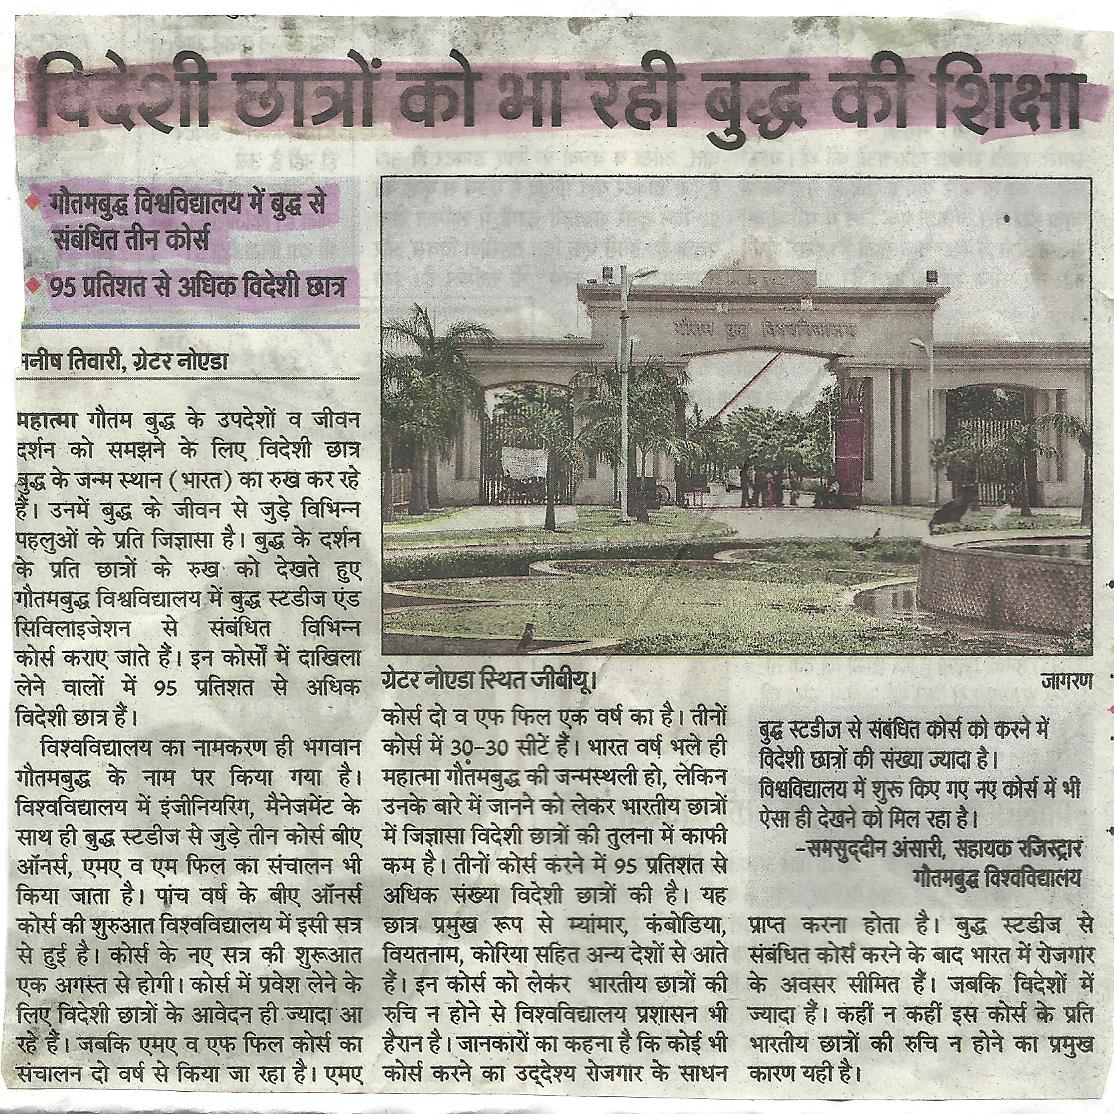 विदेशी छात्रों को भा रही बुद्ध की शिक्षा
गौतमबुद्ध विश्वविद्यालय में बुद्ध से
संबंधित तीन कोर्स
95 प्रतिशत से अधिक विदेशी छात्र
मनीष तिवारी, ग्रेटर नोएडा
महात्मा गौतम बुद्ध के उपदेशों व जीवन
दर्शन को समझने के लिए विदेशी छात्र
बुद्ध के जन्म स्थान (भारत) का रुख कर रहे
हैं। उनमें बुद्ध के जीवन से जुड़े विभिन्न
पहलुओं के प्रति जिज्ञासा है। बुद्ध के दर्शन
के प्रति छात्रों के रुख को देखते हुए
गौतमबुद्ध विश्वविद्यालय में बुद्ध स्टडीज एंड
सिविलाइजेशन से संबंधित विभिन्न
कोर्स कराए जाते हैं। इन कोर्सों में दाखिला
लेने वालों में 95 प्रतिशत से अधिक
विदेशी छात्र हैं।
विश्वविद्यालय का नामकरण ही भगवान
गौतमबुद्ध के नाम पर किया गया है।
विश्वविद्यालय में इंजीनियरिंग, मैनेजमेंट के
साथ ही बुद्ध स्टडीज से जुड़े तीन कोर्स बीए
ऑनर्स, एमए व एम फिल का संचालन भी
किया जाता है। पांच वर्ष के बीए ऑनर्स
कोर्स की शुरुआत विश्वविद्यालय में इसी सत्र
से हुई है। कोर्स के नए सत्र की शुरूआत
एक अगस्त से होगी। कोर्स में प्रवेश लेने के
लिए विदेशी छात्रों के आवेदन ही ज्यादा आ
रहे हैं। जबकि एमए व एफ फिल कोर्स का
संचालन दो वर्ष से किया जा रहा है। एमए
गौतम बुद्ध विश्वविद्यालय
ग्रेटर नोएडा स्थित जीबीयू।
जागरण
कोर्स दो व एफ फिल एक वर्ष का है। तीनों
कोर्स में 30-30 सीटें हैं। भारत वर्ष भले ही
महात्मा गौतमबुद्ध की जन्मस्थली हो, लेकिन
उनके बारे में जानने को लेकर भारतीय छात्रों
में जिज्ञासा विदेशी छात्रों की तुलना में काफी
कम है। तीनों कोर्स करने में 95 प्रतिशत से
अधिक संख्या विदेशी छात्रों की है। यह
छात्र प्रमुख रूप से म्यांमार, कंबोडिया,
वियतनाम, कोरिया सहित अन्य देशों से आते
हैं। इन कोर्स को लेकर भारतीय छात्रों की
रुचि न होने से विश्वविद्यालय प्रशासन भी
हैरान है। जानकारों का कहना है कि कोई भी
कोर्स करने का उद्देश्य रोजगार के साधन
बुद्ध स्टडीज से संबंधित कोर्स को करने में
विदेशी छात्रों की संख्या ज्यादा है।
विश्वविद्यालय में शुरू किए गए नए कोर्स में भी
ऐसा ही देखने को मिल रहा है।
-समसुद्दीन अंसारी, सहायक रजिस्ट्रार
गौतमबुद्ध विश्वविद्यालय
प्राप्त करना होता है। बुद्ध स्टडीज से
संबंधित कोर्स करने के बाद भारत में रोजगार
के अवसर सीमित हैं। जबकि विदेशों में
ज्यादा हैं। कहीं न कहीं इस कोर्स के प्रति
भारतीय छात्रों की रुचि न होने का प्रमुख
कारण यही है।